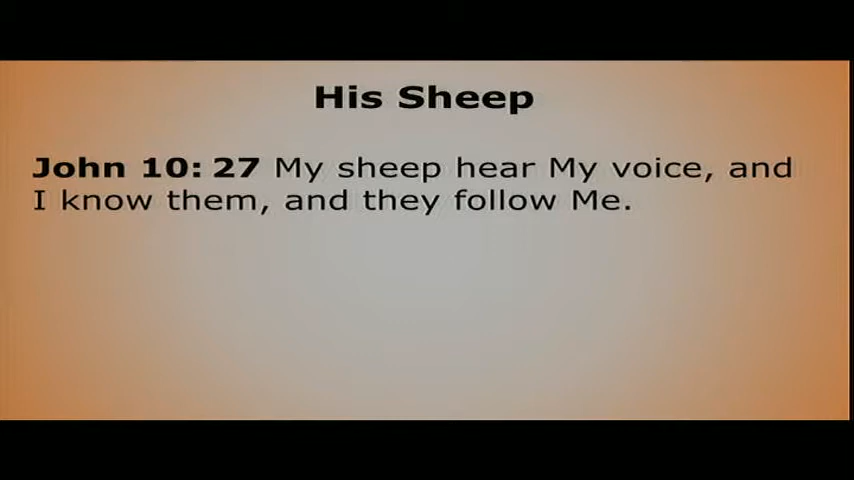 His Sheep
John 10: 27 My sheep hear My voice, and
I know them, and they follow Me.